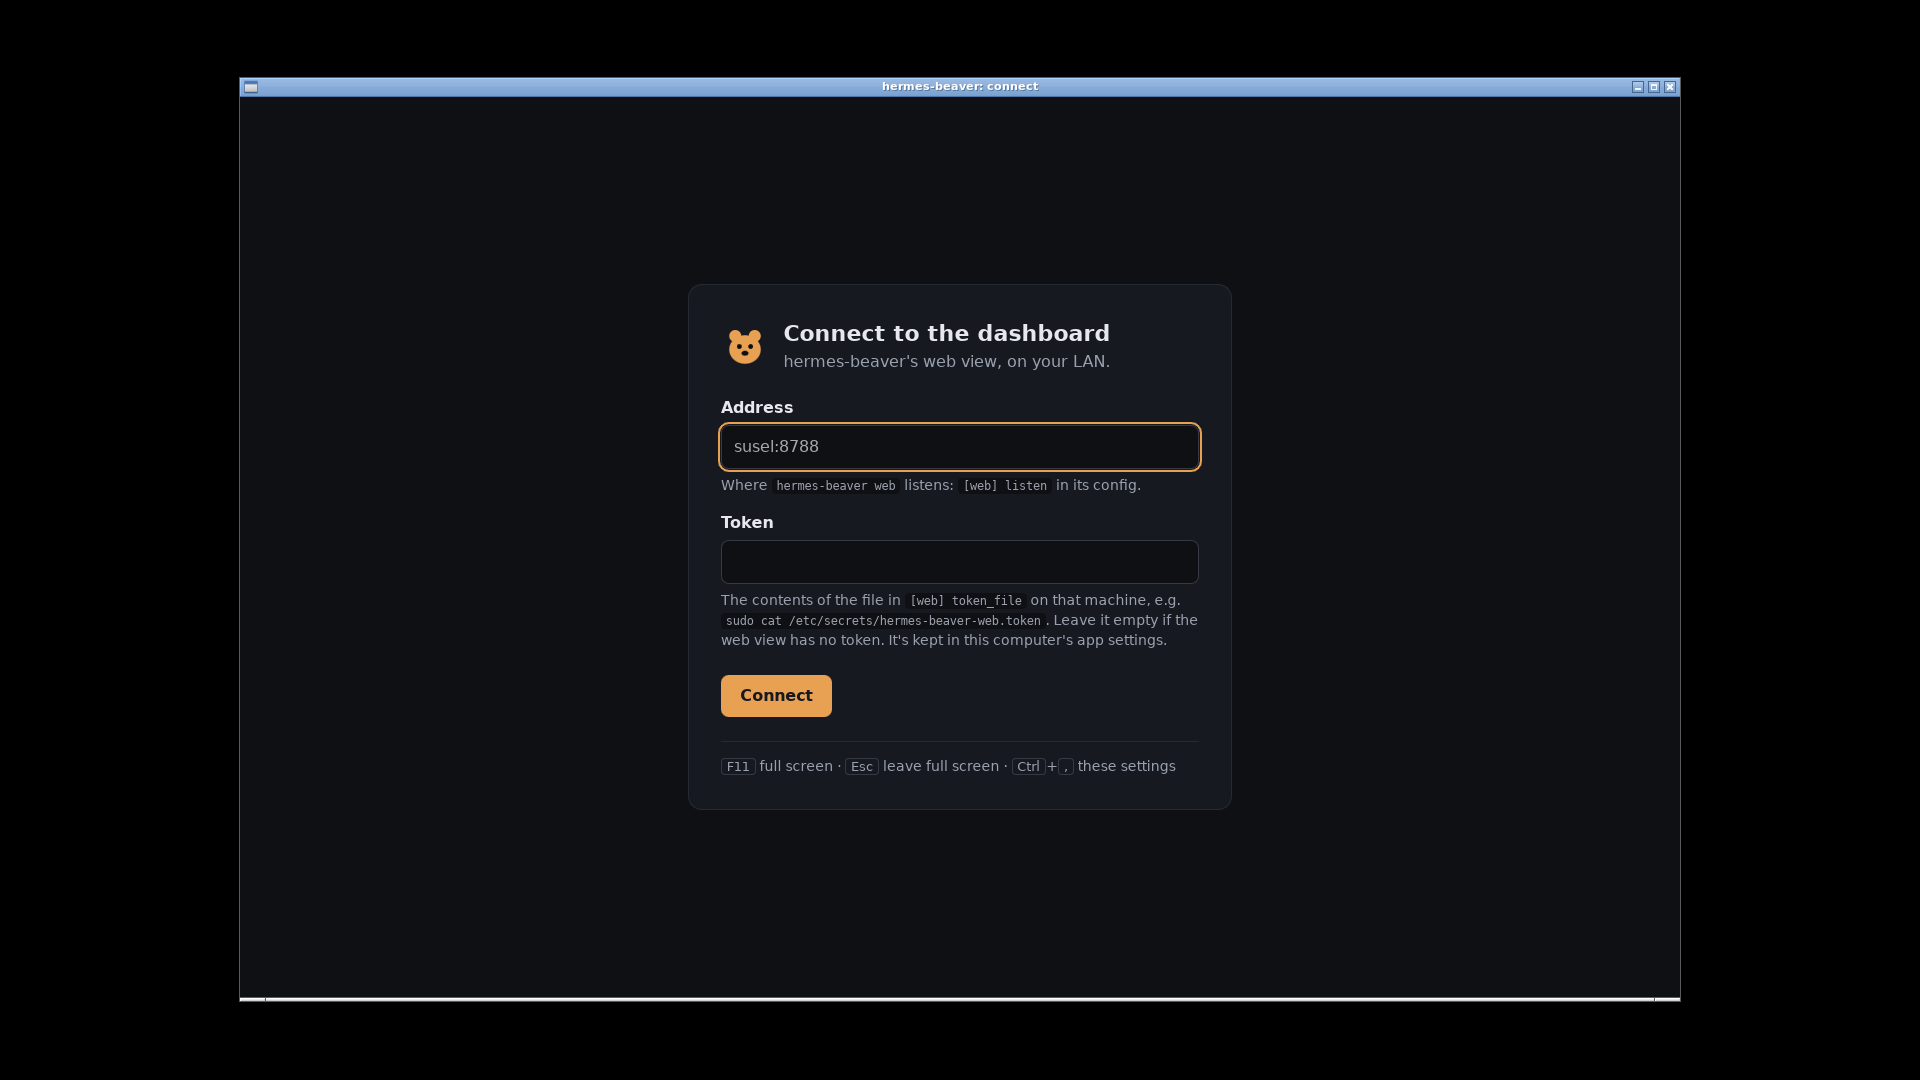 hermes-beaver: connect
Connect to the dashboard
hermes-beaver's web view, on your LAN.
Address
susel:8788
Where hermes-beaver web listens: [web] listen in its config.
Token
The contents of the file in [web] token_file on that machine, e.g.
sudo cat /etc/secrets/hermes-beaver-web.token. Leave it empty if the
web view has no token. It's kept in this computer's app settings.
Connect
F11 full screen · Esc leave full screen · Ctrl+, these settings